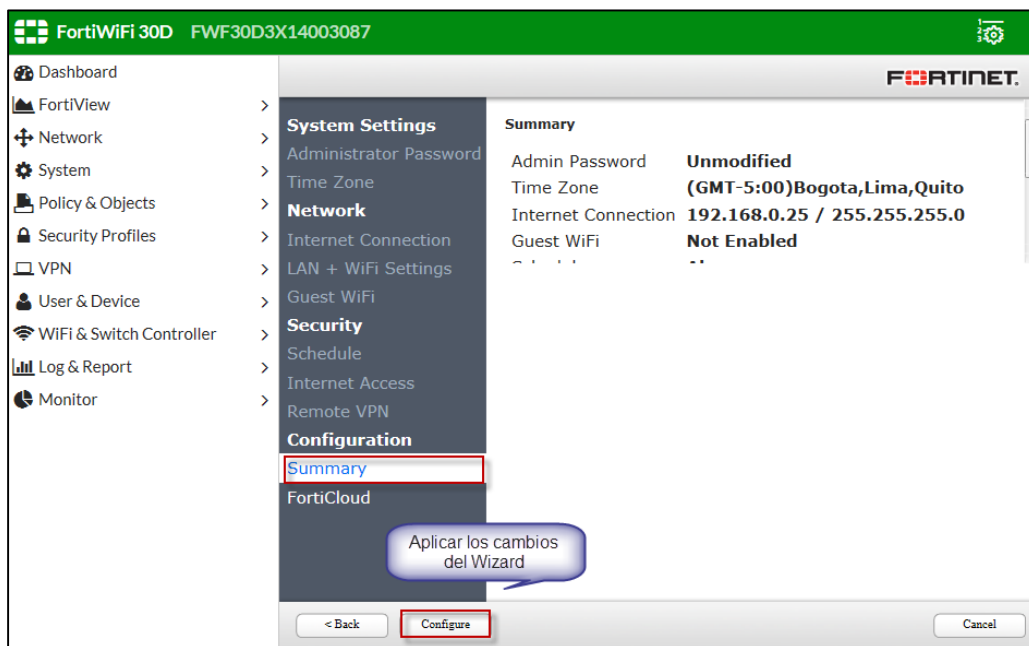 FortiWiFi 30D FWF30D3X14003087
Dashboard
FortiView
Network
System
Policy & Objects
Security Profiles
VPN
User & Device
WiFi & Switch Controller
Log & Report
Monitor
FORTINET
System Settings
Administrator Password
Time Zone
Network
Internet Connection
LAN + WiFi Settings
Guest WiFi
Security
Schedule
Internet Access
Remote VPN
Configuration
Summary
FortiCloud
Summary
Admin Password Unmodified
Time Zone (GMT-5:00)Bogota,Lima,Quito
Internet Connection 192.168.0.25 / 255.255.255.0
Guest WiFi Not Enabled
Aplicar los cambios
del Wizard
< Back Configure Cancel